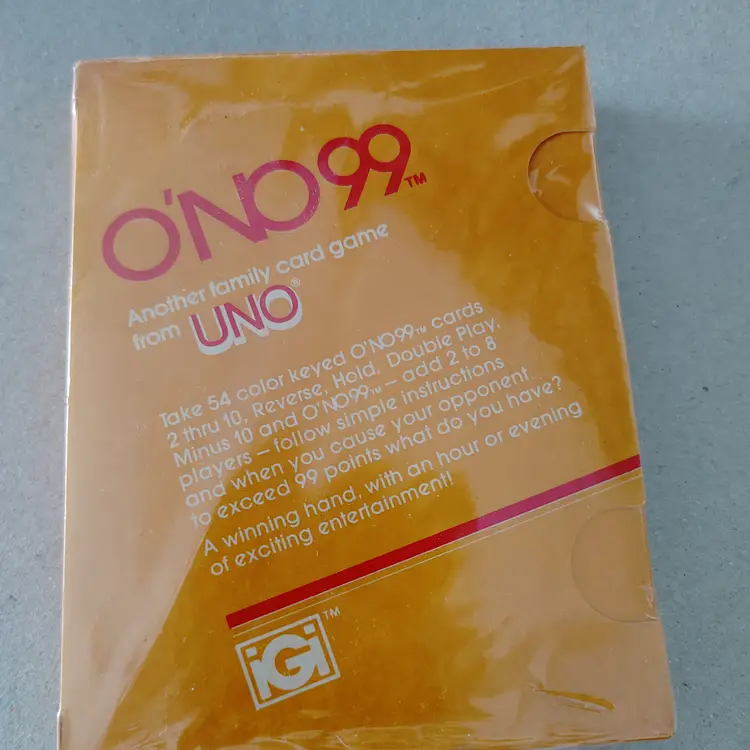 O'NO 99™
Another family card game
from UNO®
Take 54 color keyed O'NO99™ cards
2 thru 10, Reverse, Hold, Double Play,
Minus 10 and O'NO99™ – add 2 to 8
players – follow simple instructions
and when you cause your opponent
to exceed 99 points what do you have?
A winning hand, with an hour or evening
of exciting entertainment!
iGi™